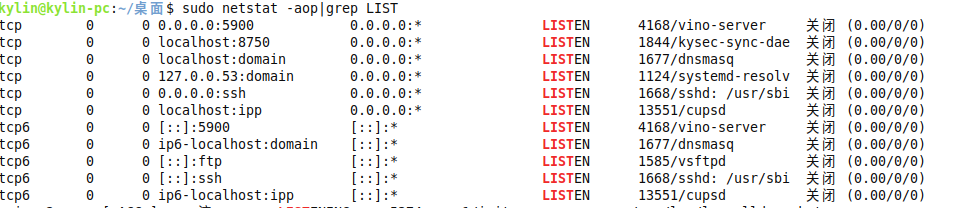 kylin@kylin-pc:~/桌面$ sudo netstat -aop|grep LIST
tcp 0 0 0.0.0.0:5900 0.0.0.0:* LISTEN 4168/vino-server 关闭 (0.00/0/0)
tcp 0 0 localhost:8750 0.0.0.0:* LISTEN 1844/kysec-sync-dae 关闭 (0.00/0/0)
tcp 0 0 localhost:domain 0.0.0.0:* LISTEN 1677/dnsmasq 关闭 (0.00/0/0)
tcp 0 0 127.0.0.53:domain 0.0.0.0:* LISTEN 1124/systemd-resolv 关闭 (0.00/0/0)
tcp 0 0 0.0.0.0:ssh 0.0.0.0:* LISTEN 1668/sshd: /usr/sbi 关闭 (0.00/0/0)
tcp 0 0 localhost:ipp 0.0.0.0:* LISTEN 13551/cupsd 关闭 (0.00/0/0)
tcp6 0 0 [::]:5900 [::]:* LISTEN 4168/vino-server 关闭 (0.00/0/0)
tcp6 0 0 ip6-localhost:domain [::]:* LISTEN 1677/dnsmasq 关闭 (0.00/0/0)
tcp6 0 0 [::]:ftp [::]:* LISTEN 1585/vsftpd 关闭 (0.00/0/0)
tcp6 0 0 [::]:ssh [::]:* LISTEN 1668/sshd: /usr/sbi 关闭 (0.00/0/0)
tcp6 0 0 ip6-localhost:ipp [::]:* LISTEN 13551/cupsd 关闭 (0.00/0/0)